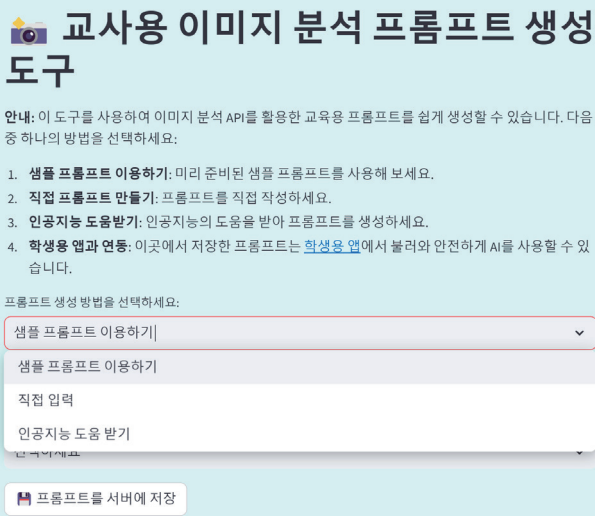 교사용 이미지 분석 프롬프트 생성
도구
안내: 이 도구를 사용하여 이미지 분석 API를 활용한 교육용 프롬프트를 쉽게 생성할 수 있습니다. 다음
중 하나의 방법을 선택하세요:
1. 샘플 프롬프트 이용하기: 미리 준비된 샘플 프롬프트를 사용해 보세요.
2. 직접 프롬프트 만들기: 프롬프트를 직접 작성하세요.
3. 인공지능 도움받기: 인공지능의 도움을 받아 프롬프트를 생성하세요.
4. 학생용 앱과 연동: 이곳에서 저장한 프롬프트는 학생용 앱에서 불러와 안전하게 AI를 사용할 수 있
습니다.
프롬프트 생성 방법을 선택하세요:
샘플 프롬프트 이용하기
샘플 프롬프트 이용하기
직접 입력
인공지능 도움 받기
프롬프트를 서버에 저장